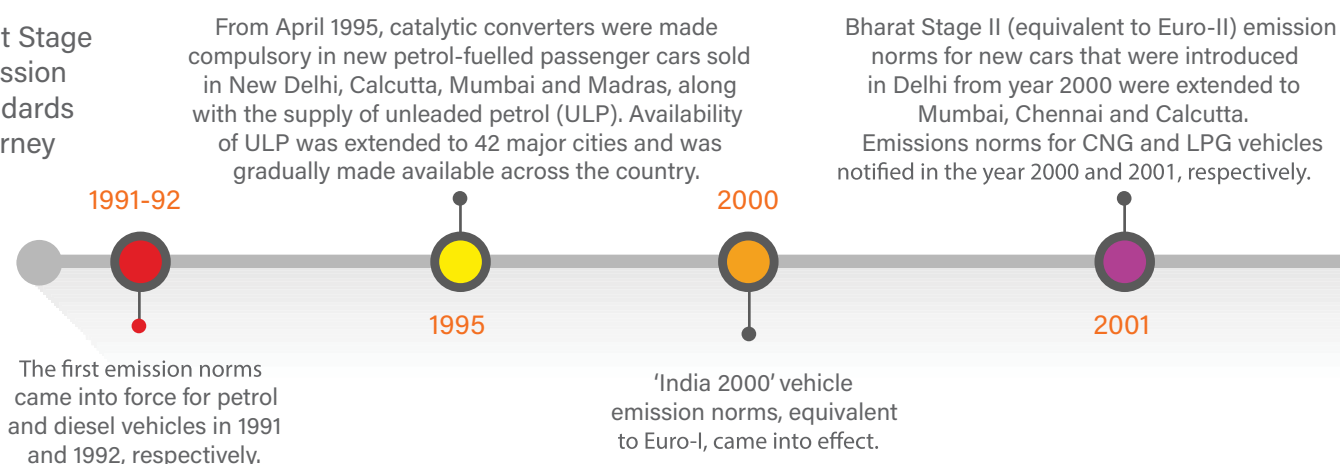 t Stage
ssion
dards
rney
From April 1995, catalytic converters were made
compulsory in new petrol-fuelled passenger cars sold
in New Delhi, Calcutta, Mumbai and Madras, along
with the supply of unleaded petrol (ULP). Availability
of ULP was extended to 42 major cities and was
gradually made available across the country.
Bharat Stage II (equivalent to Euro-II) emission
norms for new cars that were introduced
in Delhi from year 2000 were extended to
Mumbai, Chennai and Calcutta.
Emissions norms for CNG and LPG vehicles
notified in the year 2000 and 2001, respectively.
1991-92
2000
1995
2001
The first emission norms
came into force for petrol
and diesel vehicles in 1991
and 1992, respectively.
‘India 2000’ vehicle
emission norms, equivalent
to Euro-I, came into effect.